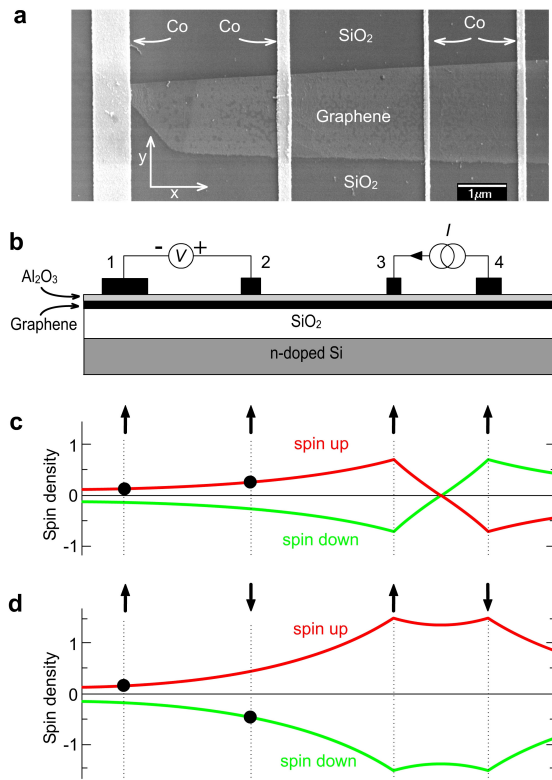 a
Co Co SiO₂ Co
Graphene
y
x
SiO₂
1μm
b
I
1 - V + 2 3 4
Al₂O₃
Graphene
SiO₂
n-doped Si
c
1
spin up
0
spin down
-1
Spin density
d
1
spin up
0
-1
spin down
Spin density